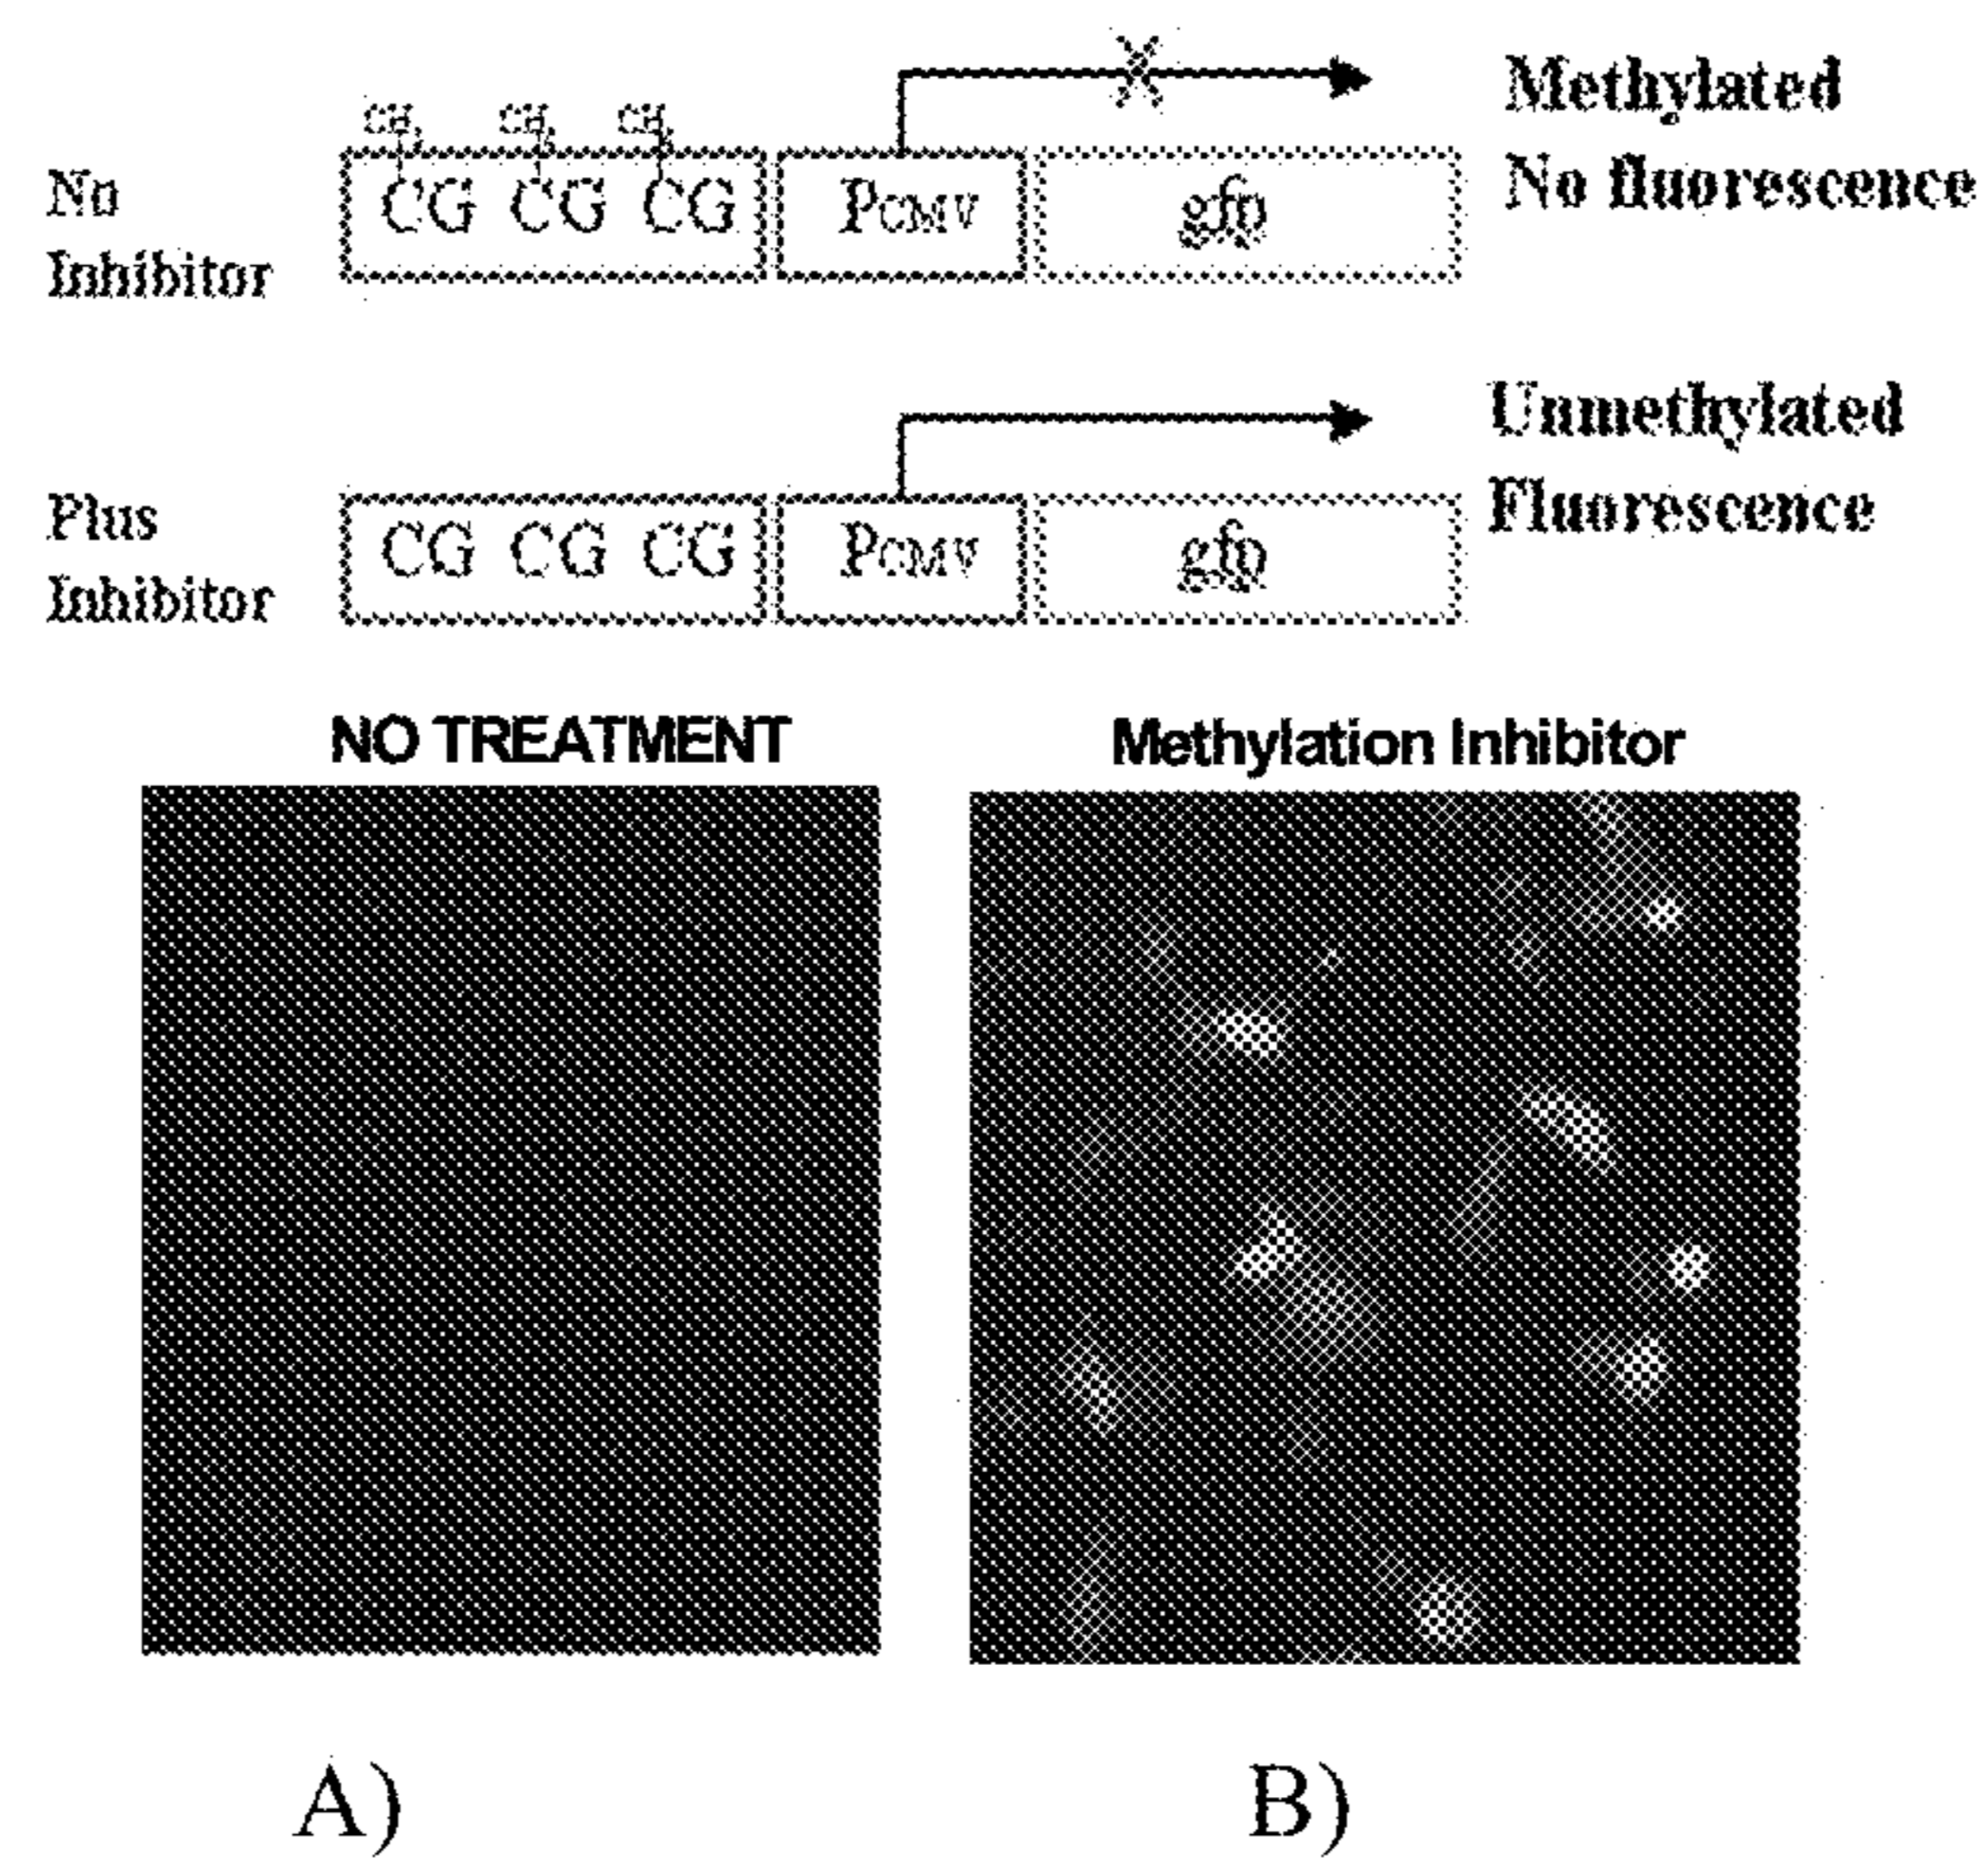 CH3 CH3 CH3
Methylated
No fluorescence
No
Inhibitor
CG CG CG PCMV gfp
Unmethylated
Fluorescence
Plus
Inhibitor
CG CG CG PCMV gfp
NO TREATMENT Methylation Inhibitor
A) B)